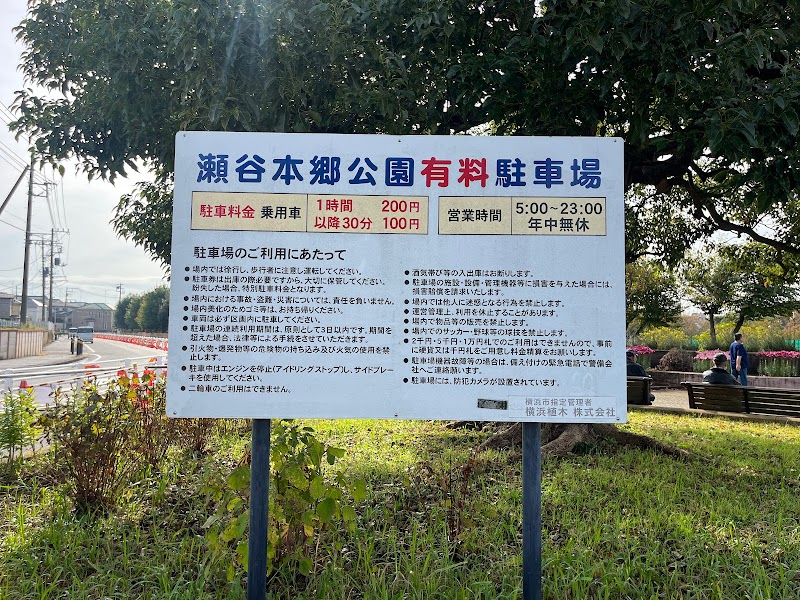 瀬谷本郷公園有料駐車場
駐車料金 乗用車 1時間 200円
以降30分 100円
営業時間 5:00~23:00
年中無休
駐車場のご利用にあたって
●場内では徐行し、歩行者に注意し運転してください。
●駐車券は出庫の際必要ですから、大切に保管してください。
紛失した場合、特別駐車料金となります。
●場内における事故・盗難・災害については、責任を負いません。
●場内美化のためゴミ等は、お持ち帰りください。
●車両は必ず区画内に駐車してください。
●駐車場の連続利用期間は、原則として3日以内です。期間を
超えた場合、法律等による手続をさせていただきます。
●引火物・爆発物等の危険物の持ち込み及び火気の使用を禁
止します。
●駐車中はエンジンを停止(アイドリングストップ)し、サイドブレー
キを使用してください。
●二輪車のご利用はできません。
●酒気帯び等の入出庫はお断りします。
●駐車場の施設・設備・管理機器等に損害を与えた場合には、
損害賠償を請求いたします。
●場内では他人に迷惑となる行為を禁止します。
●運営管理上、利用を休止することがあります。
●場内で物品等の販売を禁止します。
●場内でのサッカー・野球等の球技を禁止します。
●2千円・5千円・1万円札でのご利用はできませんので、事前
に硬貨又は千円札をご用意し料金精算をお願いします。
●駐車場機器故障等の場合は、備え付けの緊急電話で警備会
社へご連絡願います。
●駐車場には、防犯カメラが設置されています。
横浜市指定管理者
横浜植木 株式会社